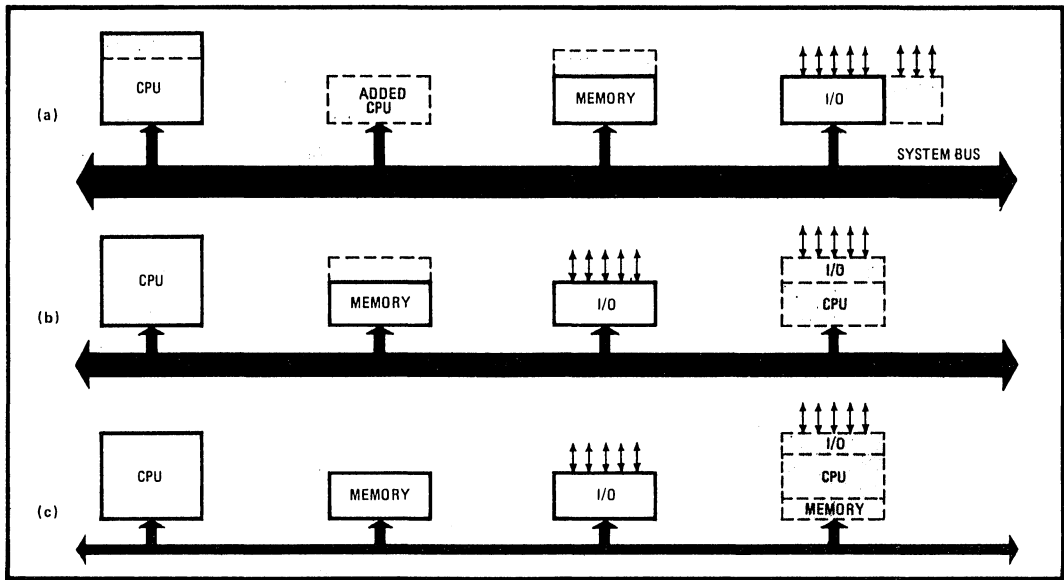 (a)
CPU
ADDED
CPU
MEMORY
I/O
SYSTEM BUS
(b)
CPU
MEMORY
I/O
I/O
CPU
(c)
CPU
MEMORY
I/O
I/O
CPU
MEMORY